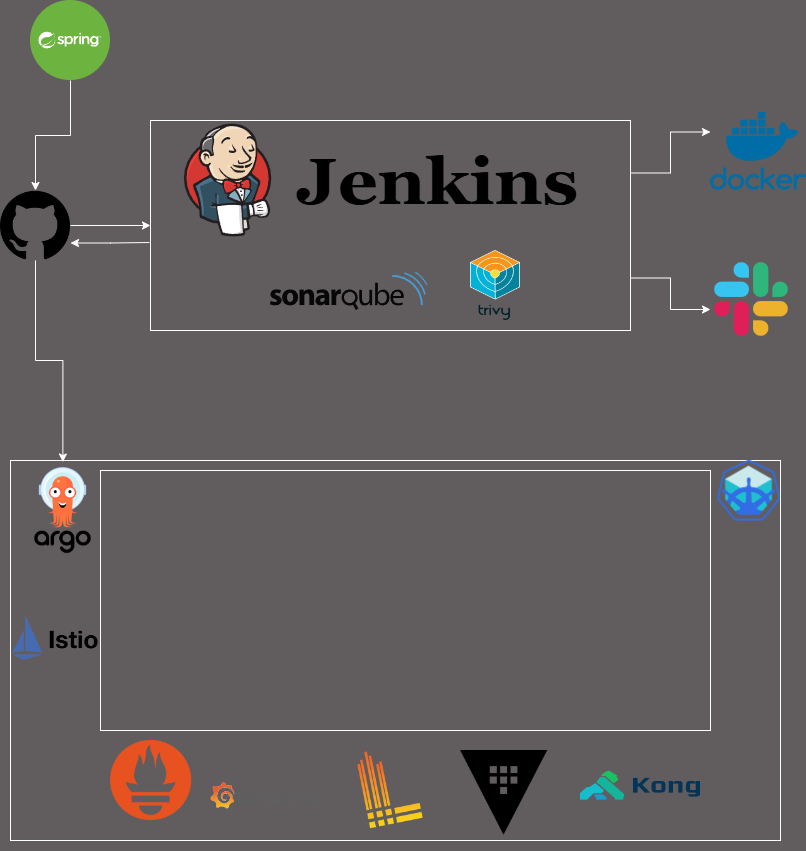 spring
Jenkins
docker
sonarqube
trivy
argo
Istio
Kong